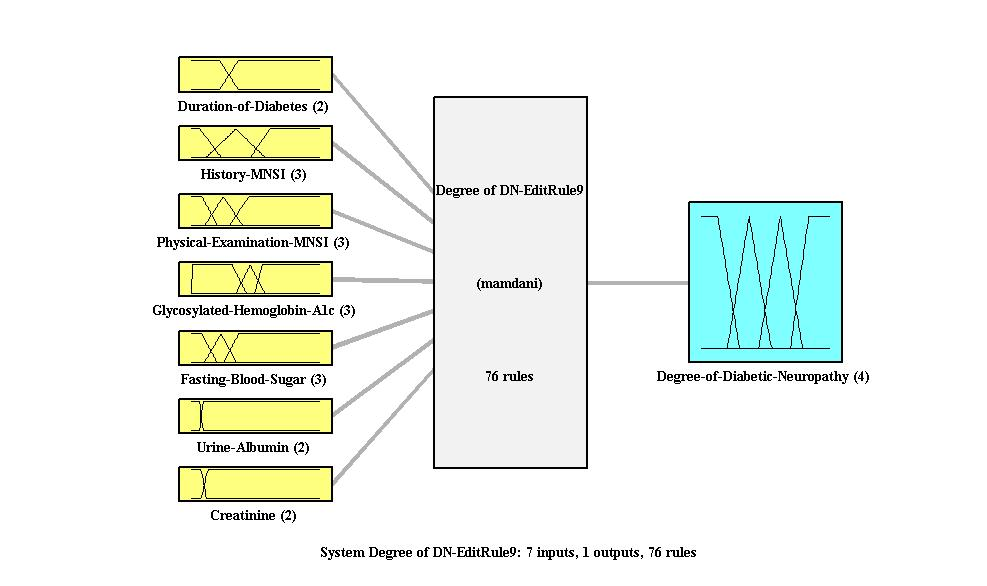 Duration-of-Diabetes (2)
History-MNSI (3)
Physical-Examination-MNSI (3)
Glycosylated-Hemoglobin-A1c (3)
Fasting-Blood-Sugar (3)
Urine-Albumin (2)
Creatinine (2)
Degree of DN-EditRule9
(mamdani)
76 rules
Degree-of-Diabetic-Neuropathy (4)
System Degree of DN-EditRule9: 7 inputs, 1 outputs, 76 rules